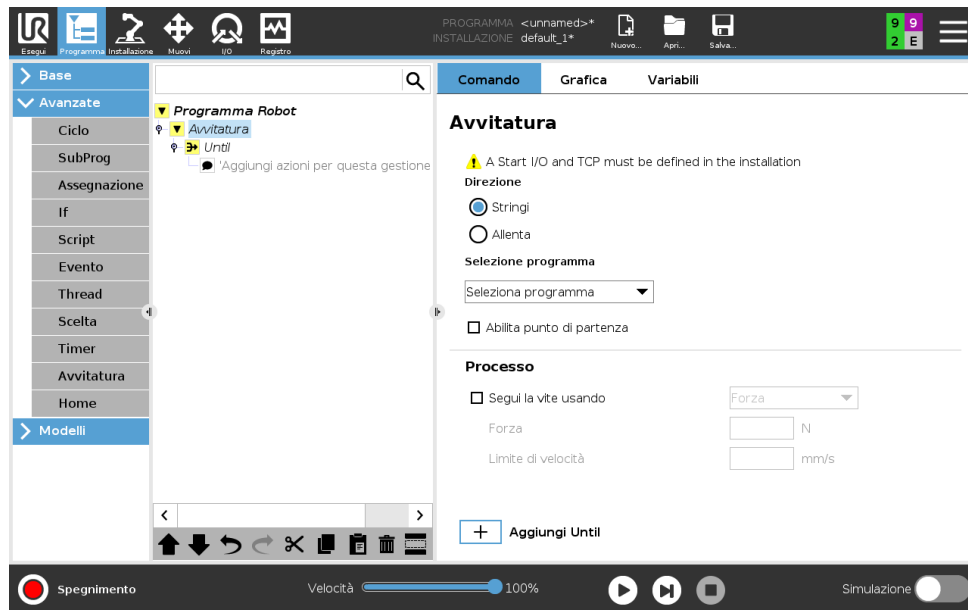 PROGRAMMA <unnamed>*
INSTALLAZIONE default_1*
Esegui Programma Installazione Muovi I/O Registro Nuovo... Apri... Salva...
9 9
2 E
Base
Avanzate
Ciclo
SubProg
Assegnazione
If
Script
Evento
Thread
Scelta
Timer
Avvitatura
Home
Modelli
Programma Robot
Avvitatura
Until
'Aggiungi azioni per questa gestione
Comando Grafica Variabili
Avvitatura
A Start I/O and TCP must be defined in the installation
Direzione
Stringi
Allenta
Selezione programma
Seleziona programma
Abilita punto di partenza
Processo
Segui la vite usando Forza
Forza N
Limite di velocità mm/s
+ Aggiungi Until
Spegnimento Velocità 100% Simulazione